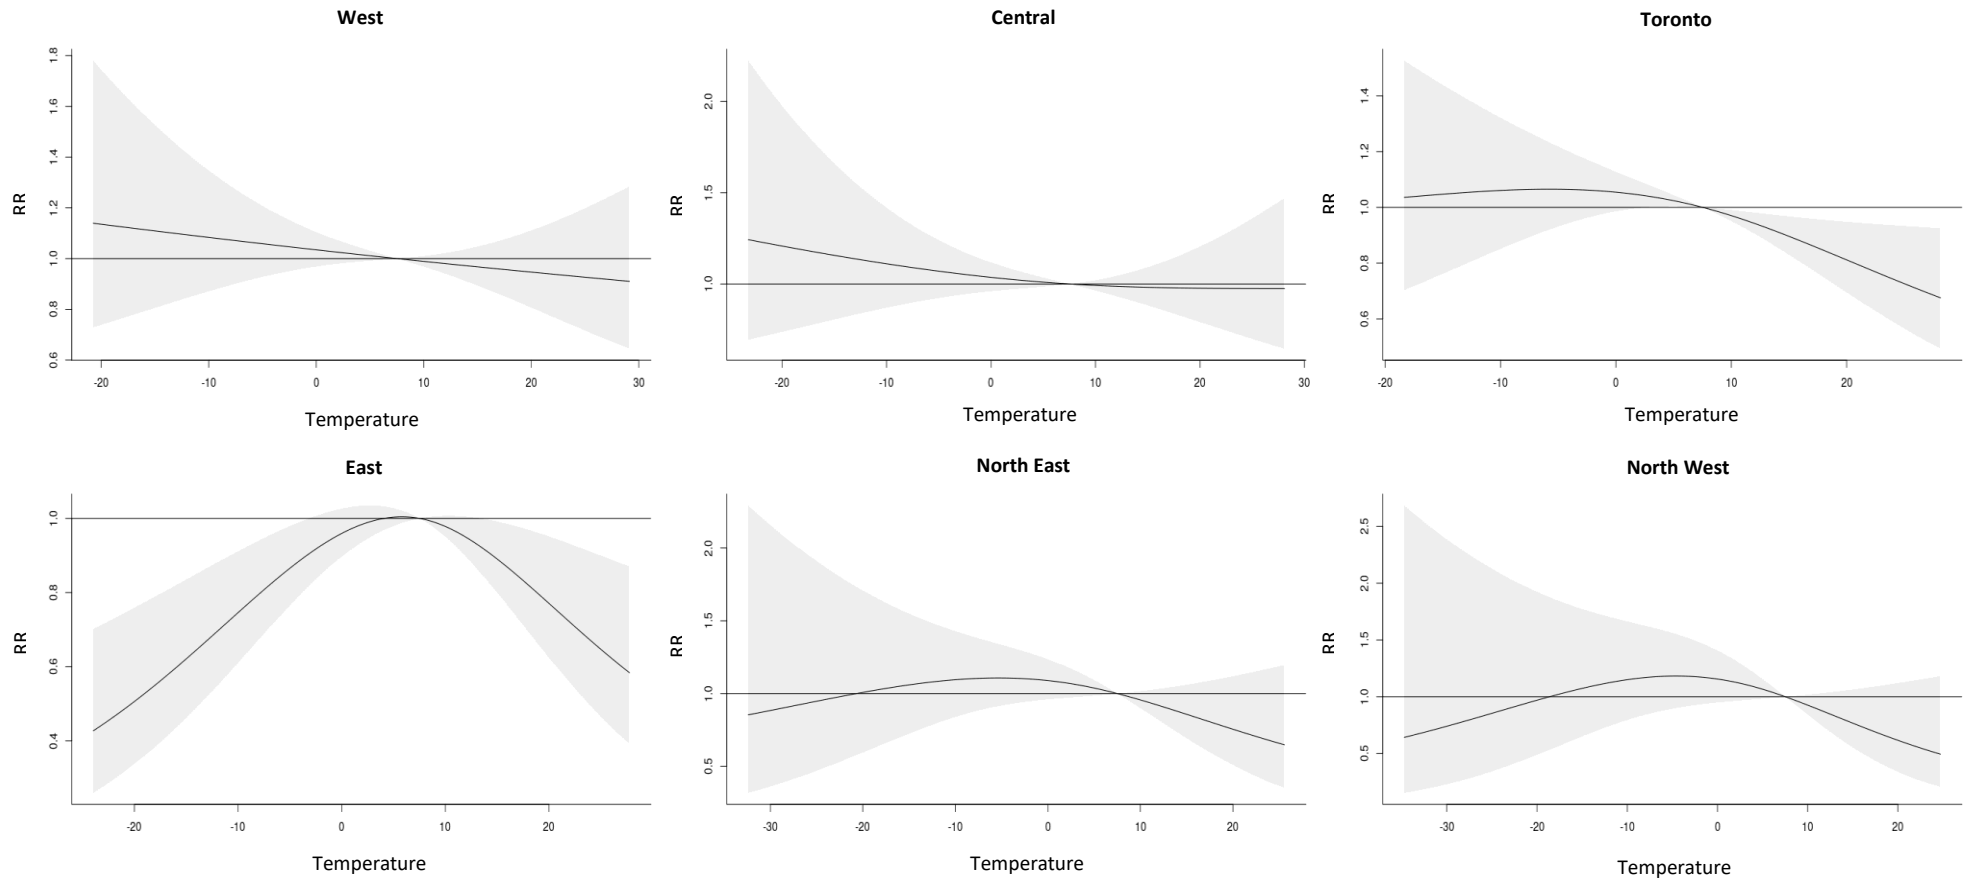 West
1.8
1.6
1.4
1.2
1.0
0.8
0.6
RR
-20 -10 0 10 20 30
Temperature
Central
2.0
1.5
1.0
RR
-20 -10 0 10 20 30
Temperature
Toronto
1.4
1.2
1.0
0.8
0.6
RR
-20 -10 0 10 20
Temperature
East
1.0
0.8
0.6
0.4
RR
-20 -10 0 10 20
Temperature
North East
2.0
1.5
1.0
0.5
RR
-30 -20 -10 0 10 20
Temperature
North West
2.5
2.0
1.5
1.0
0.5
RR
-30 -20 -10 0 10 20
Temperature